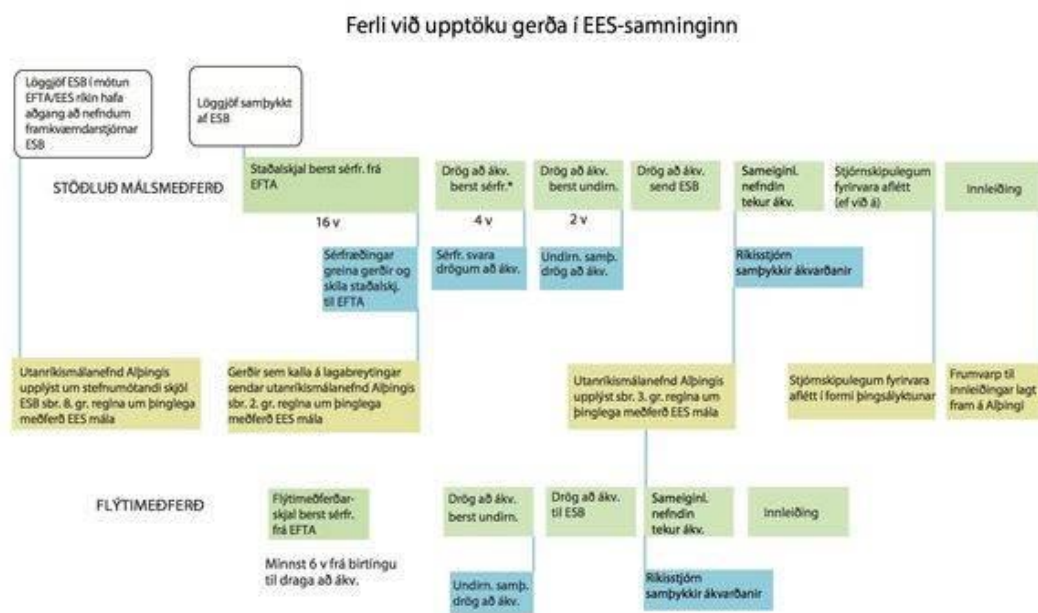 Ferli við upptöku gerða í EES-samninginn
Löggjöf ESB í mótun
EFTA/EES ríkin hafa
aðgang að nefndum
framkvæmdarstjórnar
ESB
Löggjöf samþykkt
af ESB
STÖÐLUÐ MÁLSMEÐFERÐ
Staðalskjal berst sérfr. frá
EFTA
Drög að ákv.
berst sérfr.*
Drög að ákv.
berst undirn.
Drög að ákv.
send ESB
Sameiginl.
nefndin
tekur ákv.
Stjórnskipulegum
fyrirvara aflétt
(ef við á)
Innleiðing
16 v
4 v
2 v
Sérfræðingar
greina gerðir og
skila staðalskj.
til EFTA
Sérfr. svara
drögum að ákv.
Undirn. samþ.
drög að ákv.
Ríkisstjórn
samþykkir ákvarðanir
Utanríkismálanefnd Alþingis
upplýst um stefnumótandi skjöl
ESB sbr. 8. gr. reglna um þinglega
meðferð EES mála
Gerðir sem kalla á lagabreytingar
sendar utanríkismálanefnd Alþingis
sbr. 2. gr. reglna um þinglega
meðferð EES mála
Utanríkismálanefnd Alþingis
upplýst sbr. 3. gr. reglna um
þinglega meðferð EES mála
Stjórnskipulegum fyrirvara
aflétt í formi þingsályktunar
Frumvarp til
innleiðingar lagt
fram á Alþingi
FLÝTIMEÐFERÐ
Flýtimeðferðar-
skjal berst sérfr.
frá EFTA
Drög að ákv.
berst undirn.
Drög að ákv.
til ESB
Sameiginl.
nefndin
tekur ákv.
Innleiðing
Minnst 6 v frá birtingu
til draga að ákv.
Undirn. samþ.
drög að ákv.
Ríkisstjórn
samþykkir ákvarðanir